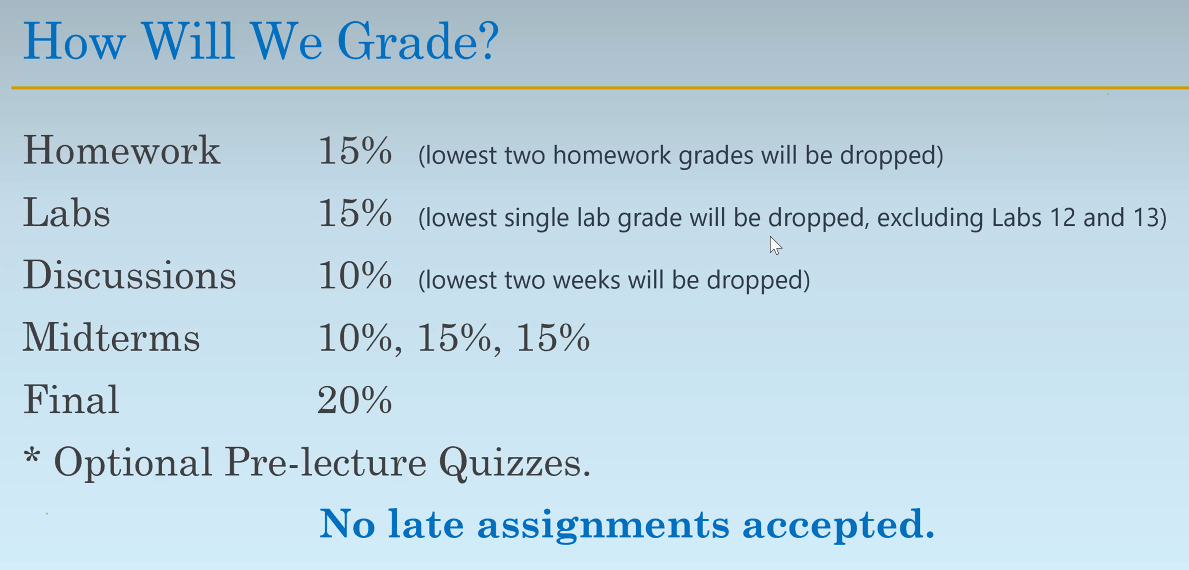 How Will We Grade?
Homework 15% (lowest two homework grades will be dropped)
Labs 15% (lowest single lab grade will be dropped, excluding Labs 12 and 13)
Discussions 10% (lowest two weeks will be dropped)
Midterms 10%, 15%, 15%
Final 20%
* Optional Pre-lecture Quizzes.
No late assignments accepted.